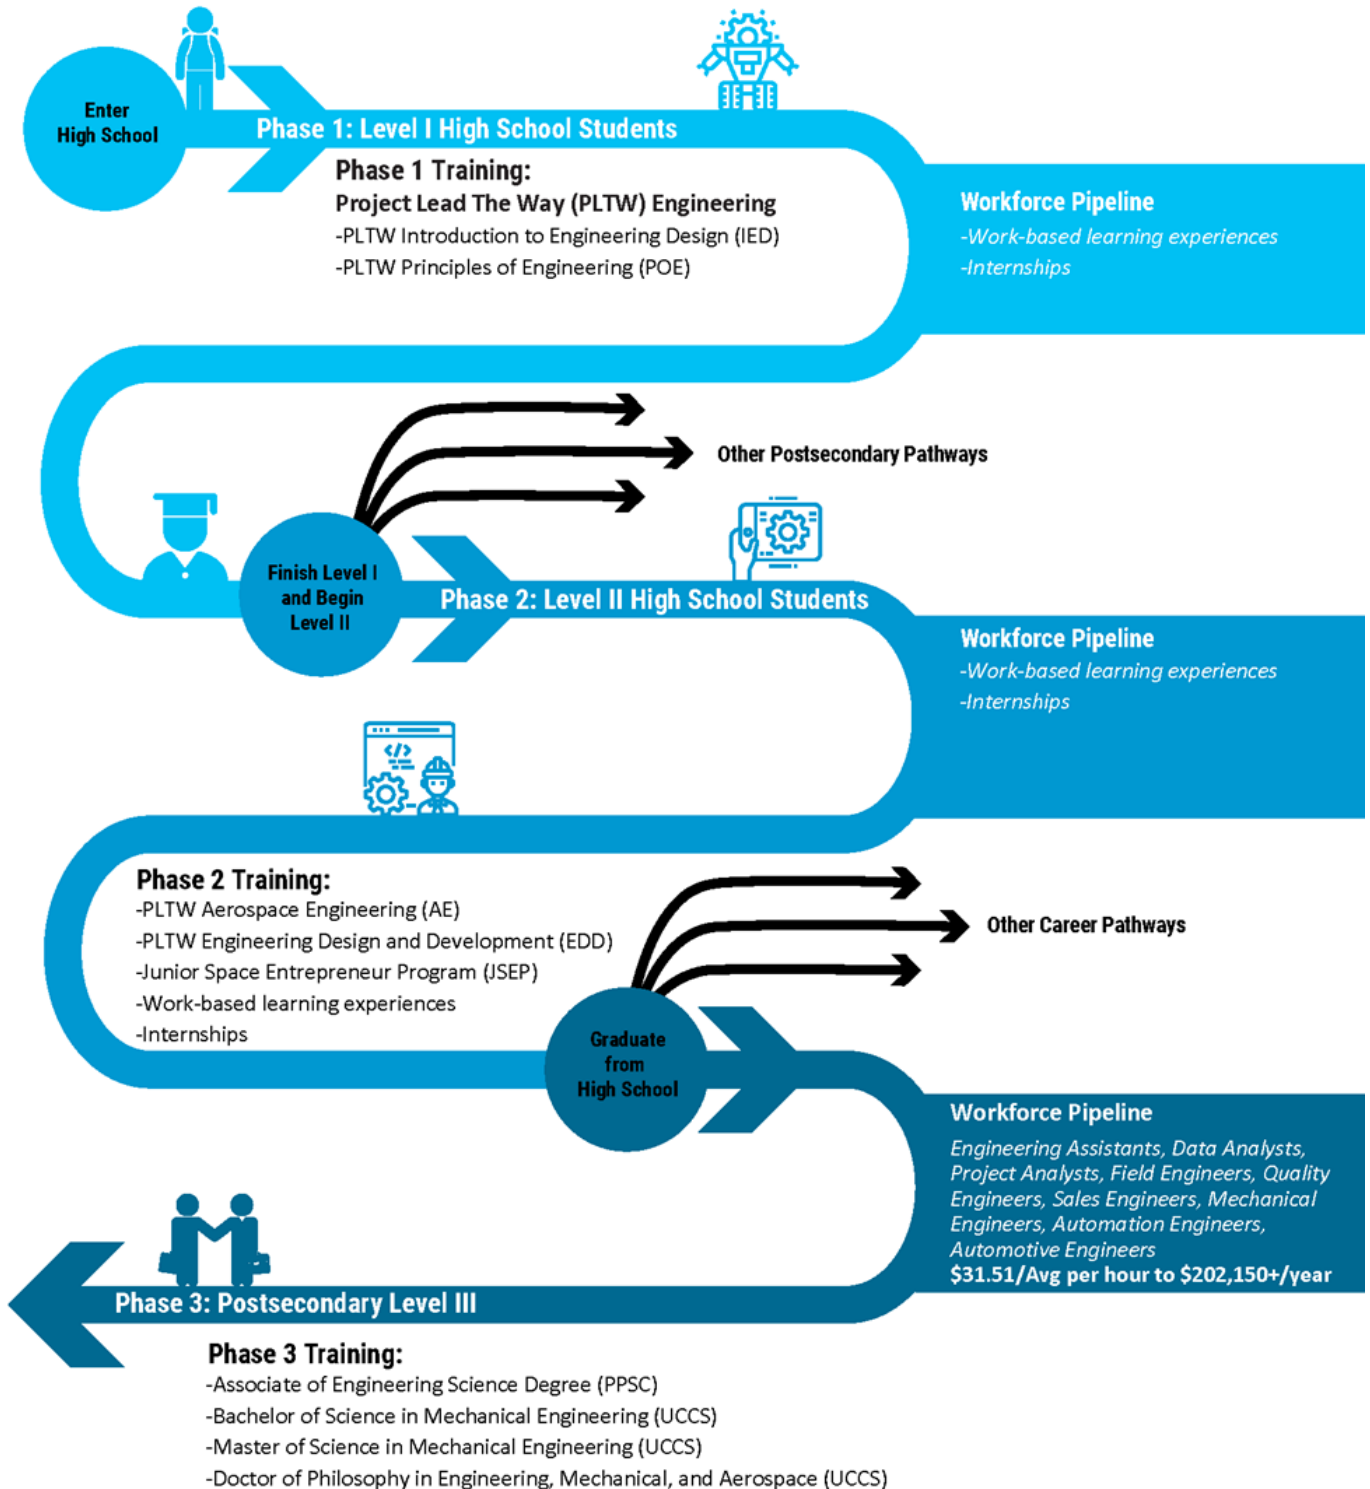 Enter
High School
Phase 1: Level I High School Students
Phase 1 Training:
Project Lead The Way (PLTW) Engineering
-PLTW Introduction to Engineering Design (IED)
-PLTW Principles of Engineering (POE)
Workforce Pipeline
-Work-based learning experiences
-Internships
Other Postsecondary Pathways
Finish Level I
and Begin
Level II
Phase 2: Level II High School Students
Workforce Pipeline
-Work-based learning experiences
-Internships
</>
Phase 2 Training:
-PLTW Aerospace Engineering (AE)
-PLTW Engineering Design and Development (EDD)
-Junior Space Entrepreneur Program (JSEP)
-Work-based learning experiences
-Internships
Other Career Pathways
Graduate
from
High School
Workforce Pipeline
Engineering Assistants, Data Analysts,
Project Analysts, Field Engineers, Quality
Engineers, Sales Engineers, Mechanical
Engineers, Automation Engineers,
Automotive Engineers
$31.51/Avg per hour to $202,150+/year
Phase 3: Postsecondary Level III
Phase 3 Training:
-Associate of Engineering Science Degree (PPSC)
-Bachelor of Science in Mechanical Engineering (UCCS)
-Master of Science in Mechanical Engineering (UCCS)
-Doctor of Philosophy in Engineering, Mechanical, and Aerospace (UCCS)